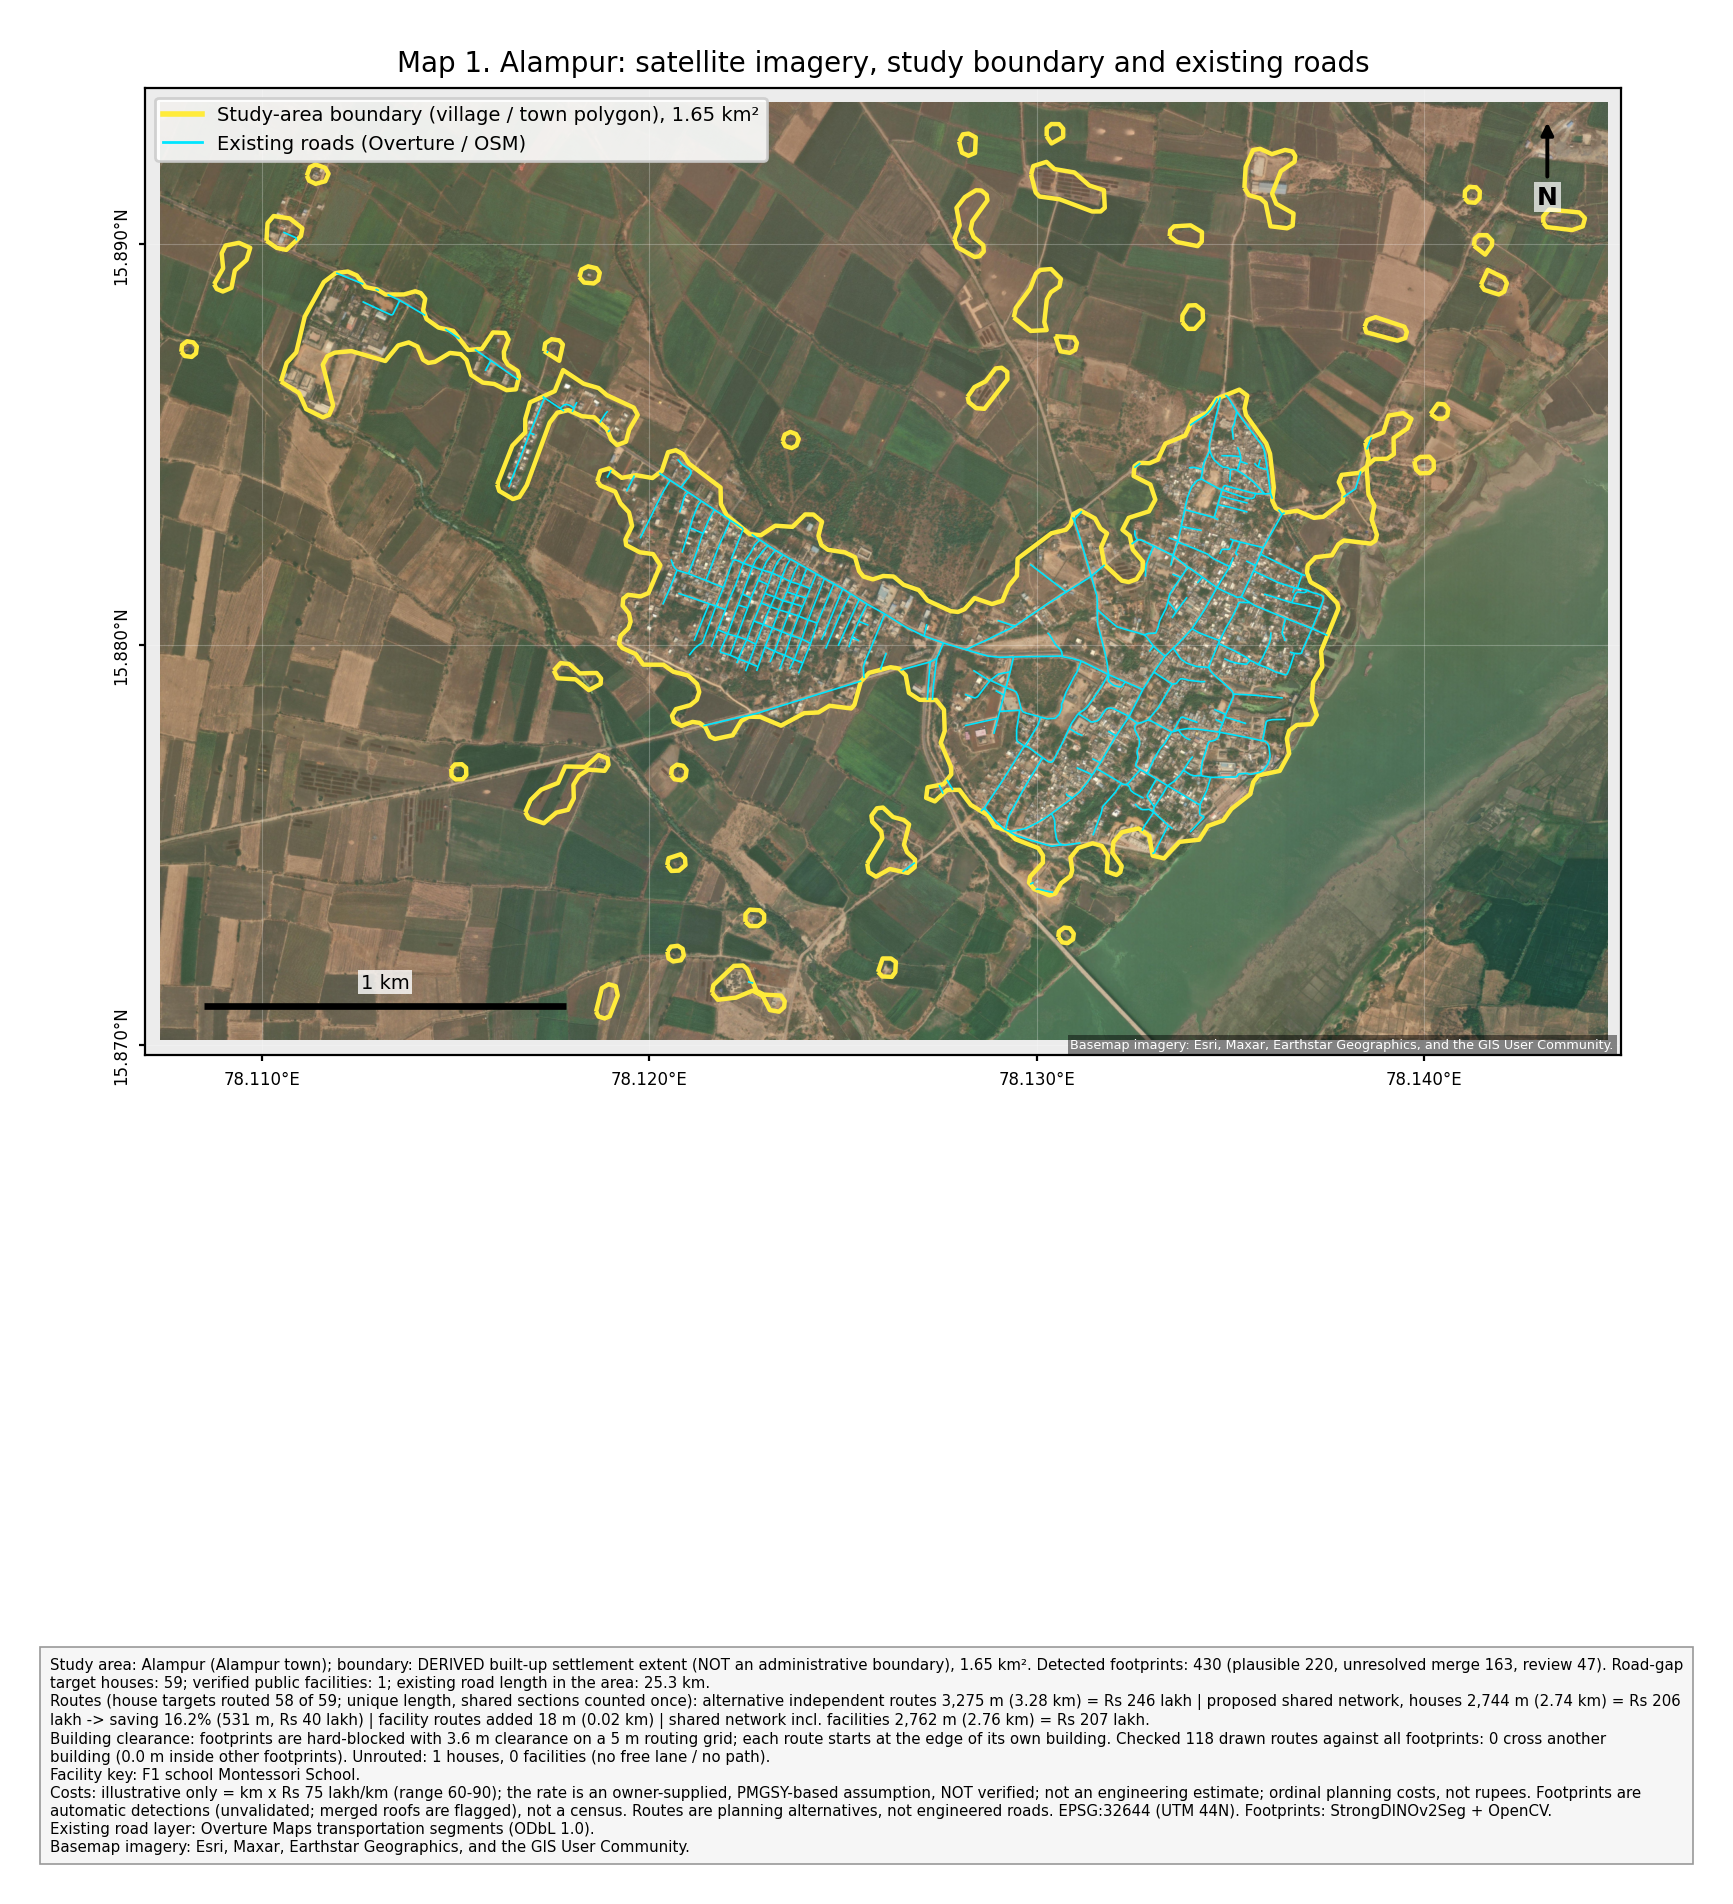 Map 1. Alampur: satellite imagery, study boundary and existing roads
Study-area boundary (village / town polygon), 1.65 km²
Existing roads (Overture / OSM)
N
15.890°N
15.880°N
15.870°N
1 km
Basemap imagery: Esri, Maxar, Earthstar Geographics, and the GIS User Community.
78.110°E
78.120°E
78.130°E
78.140°E
Study area: Alampur (Alampur town); boundary: DERIVED built-up settlement extent (NOT an administrative boundary), 1.65 km². Detected footprints: 430 (plausible 220, unresolved merge 163, review 47). Road-gap
target houses: 59; verified public facilities: 1; existing road length in the area: 25.3 km.
Routes (house targets routed 58 of 59; unique length, shared sections counted once): alternative independent routes 3,275 m (3.28 km) = Rs 246 lakh | proposed shared network, houses 2,744 m (2.74 km) = Rs 206
lakh -> saving 16.2% (531 m, Rs 40 lakh) | facility routes added 18 m (0.02 km) | shared network incl. facilities 2,762 m (2.76 km) = Rs 207 lakh.
Building clearance: footprints are hard-blocked with 3.6 m clearance on a 5 m routing grid; each route starts at the edge of its own building. Checked 118 drawn routes against all footprints: 0 cross another
building (0.0 m inside other footprints). Unrouted: 1 houses, 0 facilities (no free lane / no path).
Facility key: F1 school Montessori School.
Costs: illustrative only = km x Rs 75 lakh/km (range 60-90); the rate is an owner-supplied, PMGSY-based assumption, NOT verified; not an engineering estimate; ordinal planning costs, not rupees. Footprints are
automatic detections (unvalidated; merged roofs are flagged), not a census. Routes are planning alternatives, not engineered roads. EPSG:32644 (UTM 44N). Footprints: StrongDINOv2Seg + OpenCV.
Existing road layer: Overture Maps transportation segments (ODbL 1.0).
Basemap imagery: Esri, Maxar, Earthstar Geographics, and the GIS User Community.